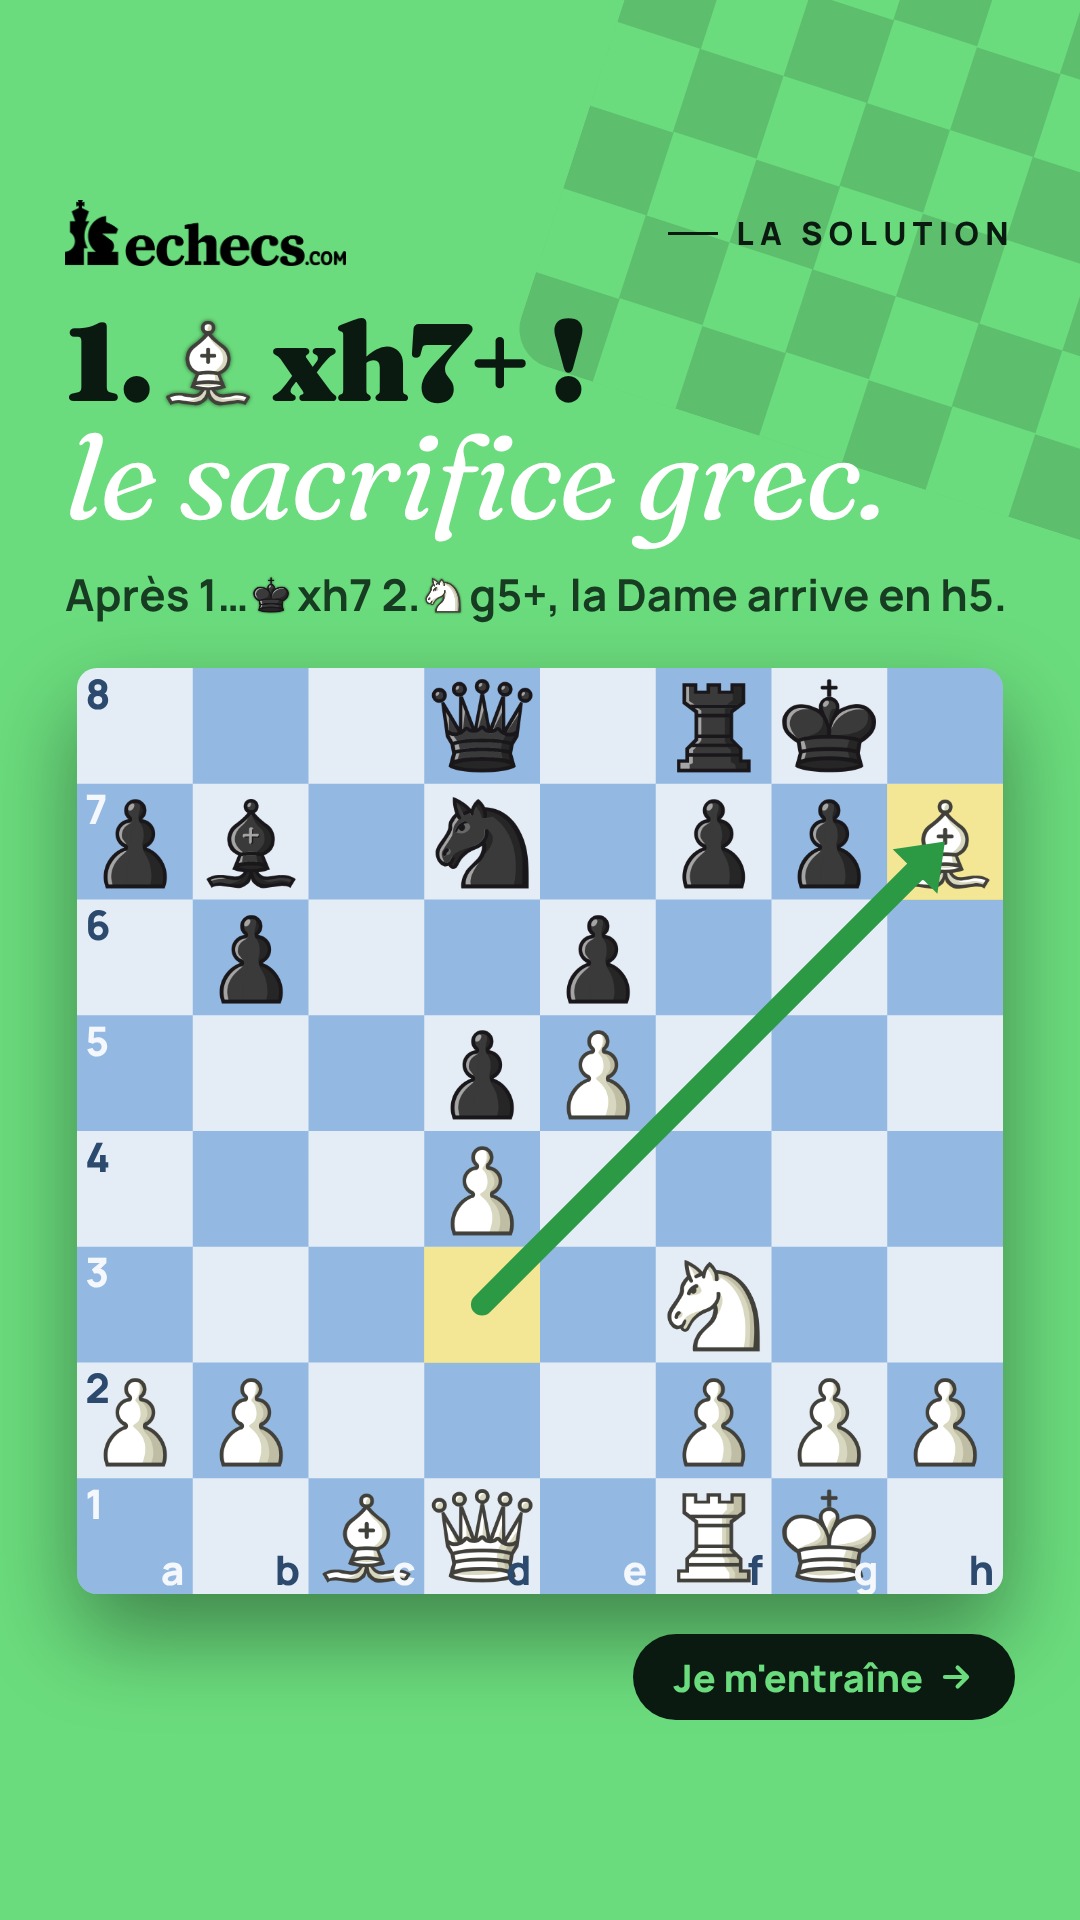 echecs.COM
LA SOLUTION
1. xh7+ !
le sacrifice grec.
Après 1... xh7 2. g5+, la Dame arrive en h5.
8
7
6
5
4
3
2
1
a b c d e f g h
Je m'entraîne →